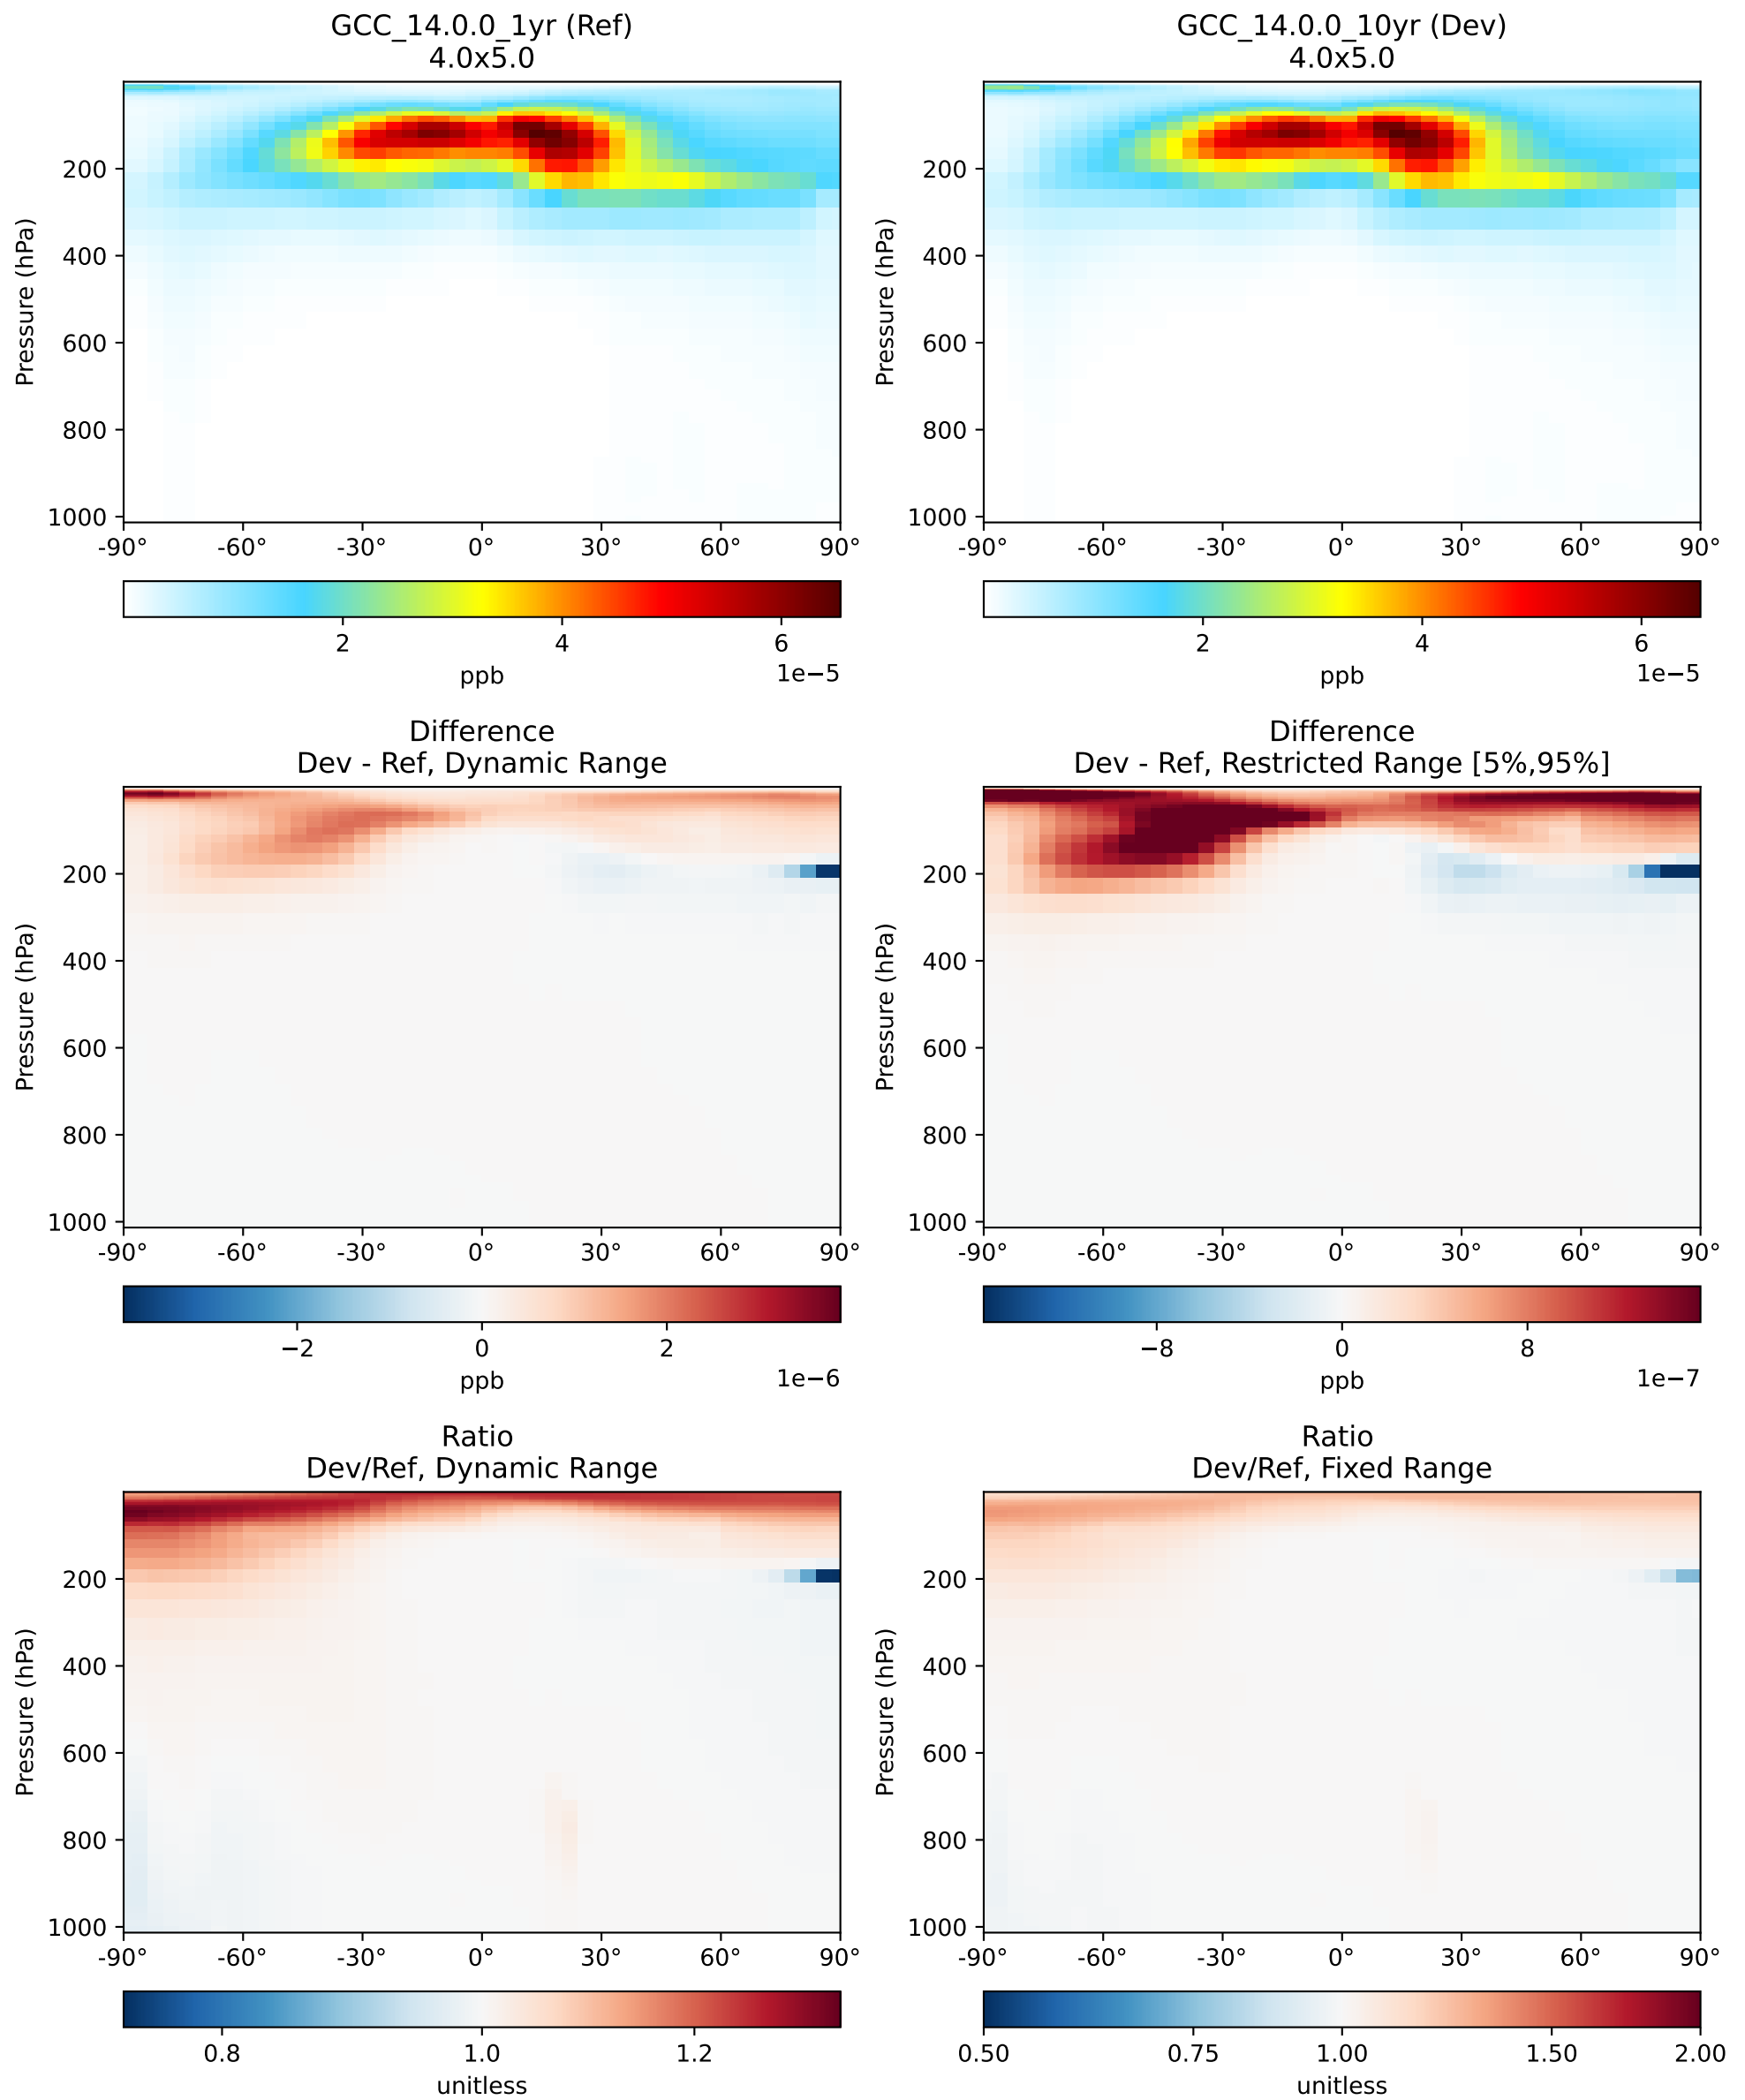 GCC_14.0.0_1yr (Ref)
4.0x5.0
Pressure (hPa)
200
400
600
800
1000
-90° -60° -30° 0° 30° 60° 90°
2 4 6
ppb 1e−5
GCC_14.0.0_10yr (Dev)
4.0x5.0
Pressure (hPa)
200
400
600
800
1000
-90° -60° -30° 0° 30° 60° 90°
2 4 6
ppb 1e−5
Difference
Dev - Ref, Dynamic Range
Pressure (hPa)
200
400
600
800
1000
-90° -60° -30° 0° 30° 60° 90°
−2 0 2
ppb 1e−6
Difference
Dev - Ref, Restricted Range [5%,95%]
Pressure (hPa)
200
400
600
800
1000
-90° -60° -30° 0° 30° 60° 90°
−8 0 8
ppb 1e−7
Ratio
Dev/Ref, Dynamic Range
Pressure (hPa)
200
400
600
800
1000
-90° -60° -30° 0° 30° 60° 90°
0.8 1.0 1.2
unitless
Ratio
Dev/Ref, Fixed Range
Pressure (hPa)
200
400
600
800
1000
-90° -60° -30° 0° 30° 60° 90°
0.50 0.75 1.00 1.50 2.00
unitless